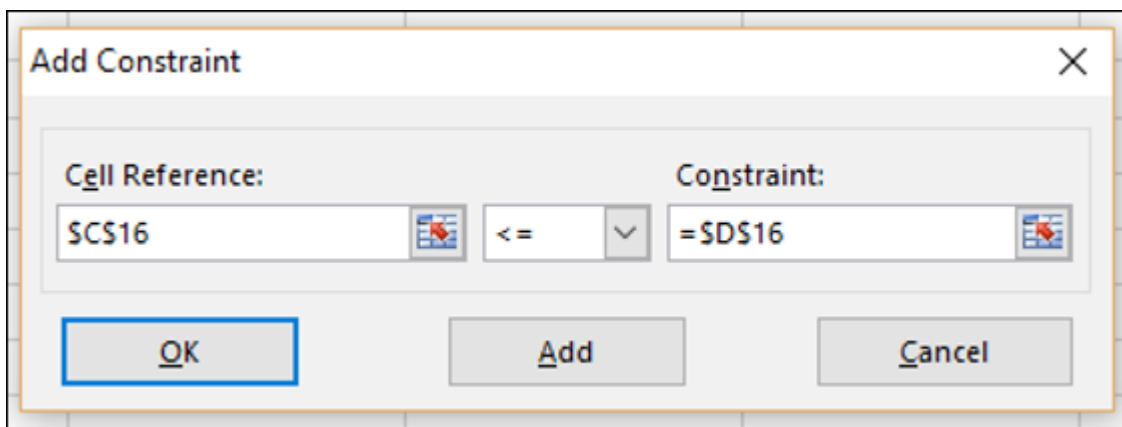 Add Constraint
Cell Reference: Constraint:
$C$16 <= =$D$16
OK Add Cancel